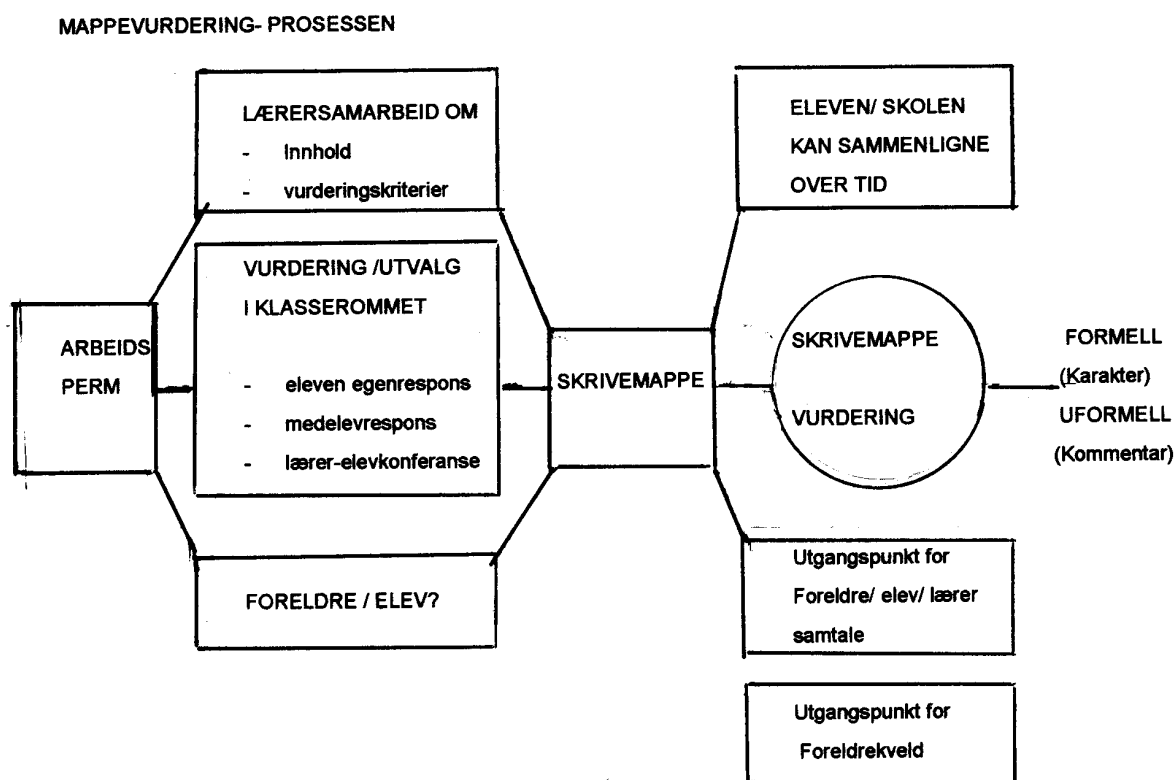 MAPPEVURDERING- PROSESSEN
LÆRERSAMARBEID OM
- Innhold
- vurderingskriterier
ELEVEN/ SKOLEN
KAN SAMMENLIGNE
OVER TID
ARBEIDS
PERM
VURDERING /UTVALG
I KLASSEROMMET
- eleven egenrespons
- medelevrespons
- lærer-elevkonferanse
SKRIVEMAPPE
SKRIVEMAPPE
VURDERING
FORMELL
(Karakter)
UFORMELL
(Kommentar)
FORELDRE / ELEV?
Utgangspunkt for
Foreldre/ elev/ lærer
samtale
Utgangspunkt for
Foreldrekveld